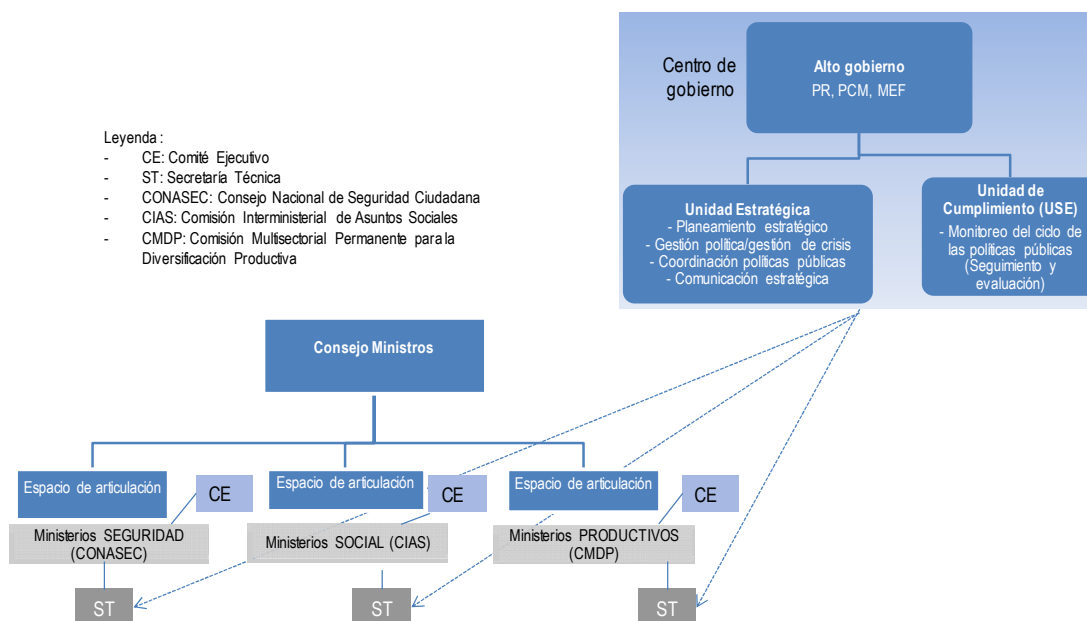 Centro de
gobierno
Alto gobierno
PR, PCM, MEF
Leyenda :
- CE: Comité Ejecutivo
- ST: Secretaría Técnica
- CONASEC: Consejo Nacional de Seguridad Ciudadana
- CIAS: Comisión Interministerial de Asuntos Sociales
- CMDP: Comisión Multisectorial Permanente para la
Diversificación Productiva
Unidad Estratégica
- Planeamiento estratégico
- Gestión política/gestión de crisis
- Coordinación políticas públicas
- Comunicación estratégica
Unidad de
Cumplimiento (USE)
- Monitoreo del ciclo de
las políticas públicas
(Seguimiento y
evaluación)
Consejo Ministros
Espacio de articulación
CE
Ministerios SEGURIDAD
(CONASEC)
ST
Espacio de articulación
CE
Ministerios SOCIAL (CIAS)
ST
Espacio de articulación
CE
Ministerios PRODUCTIVOS
(CMDP)
ST